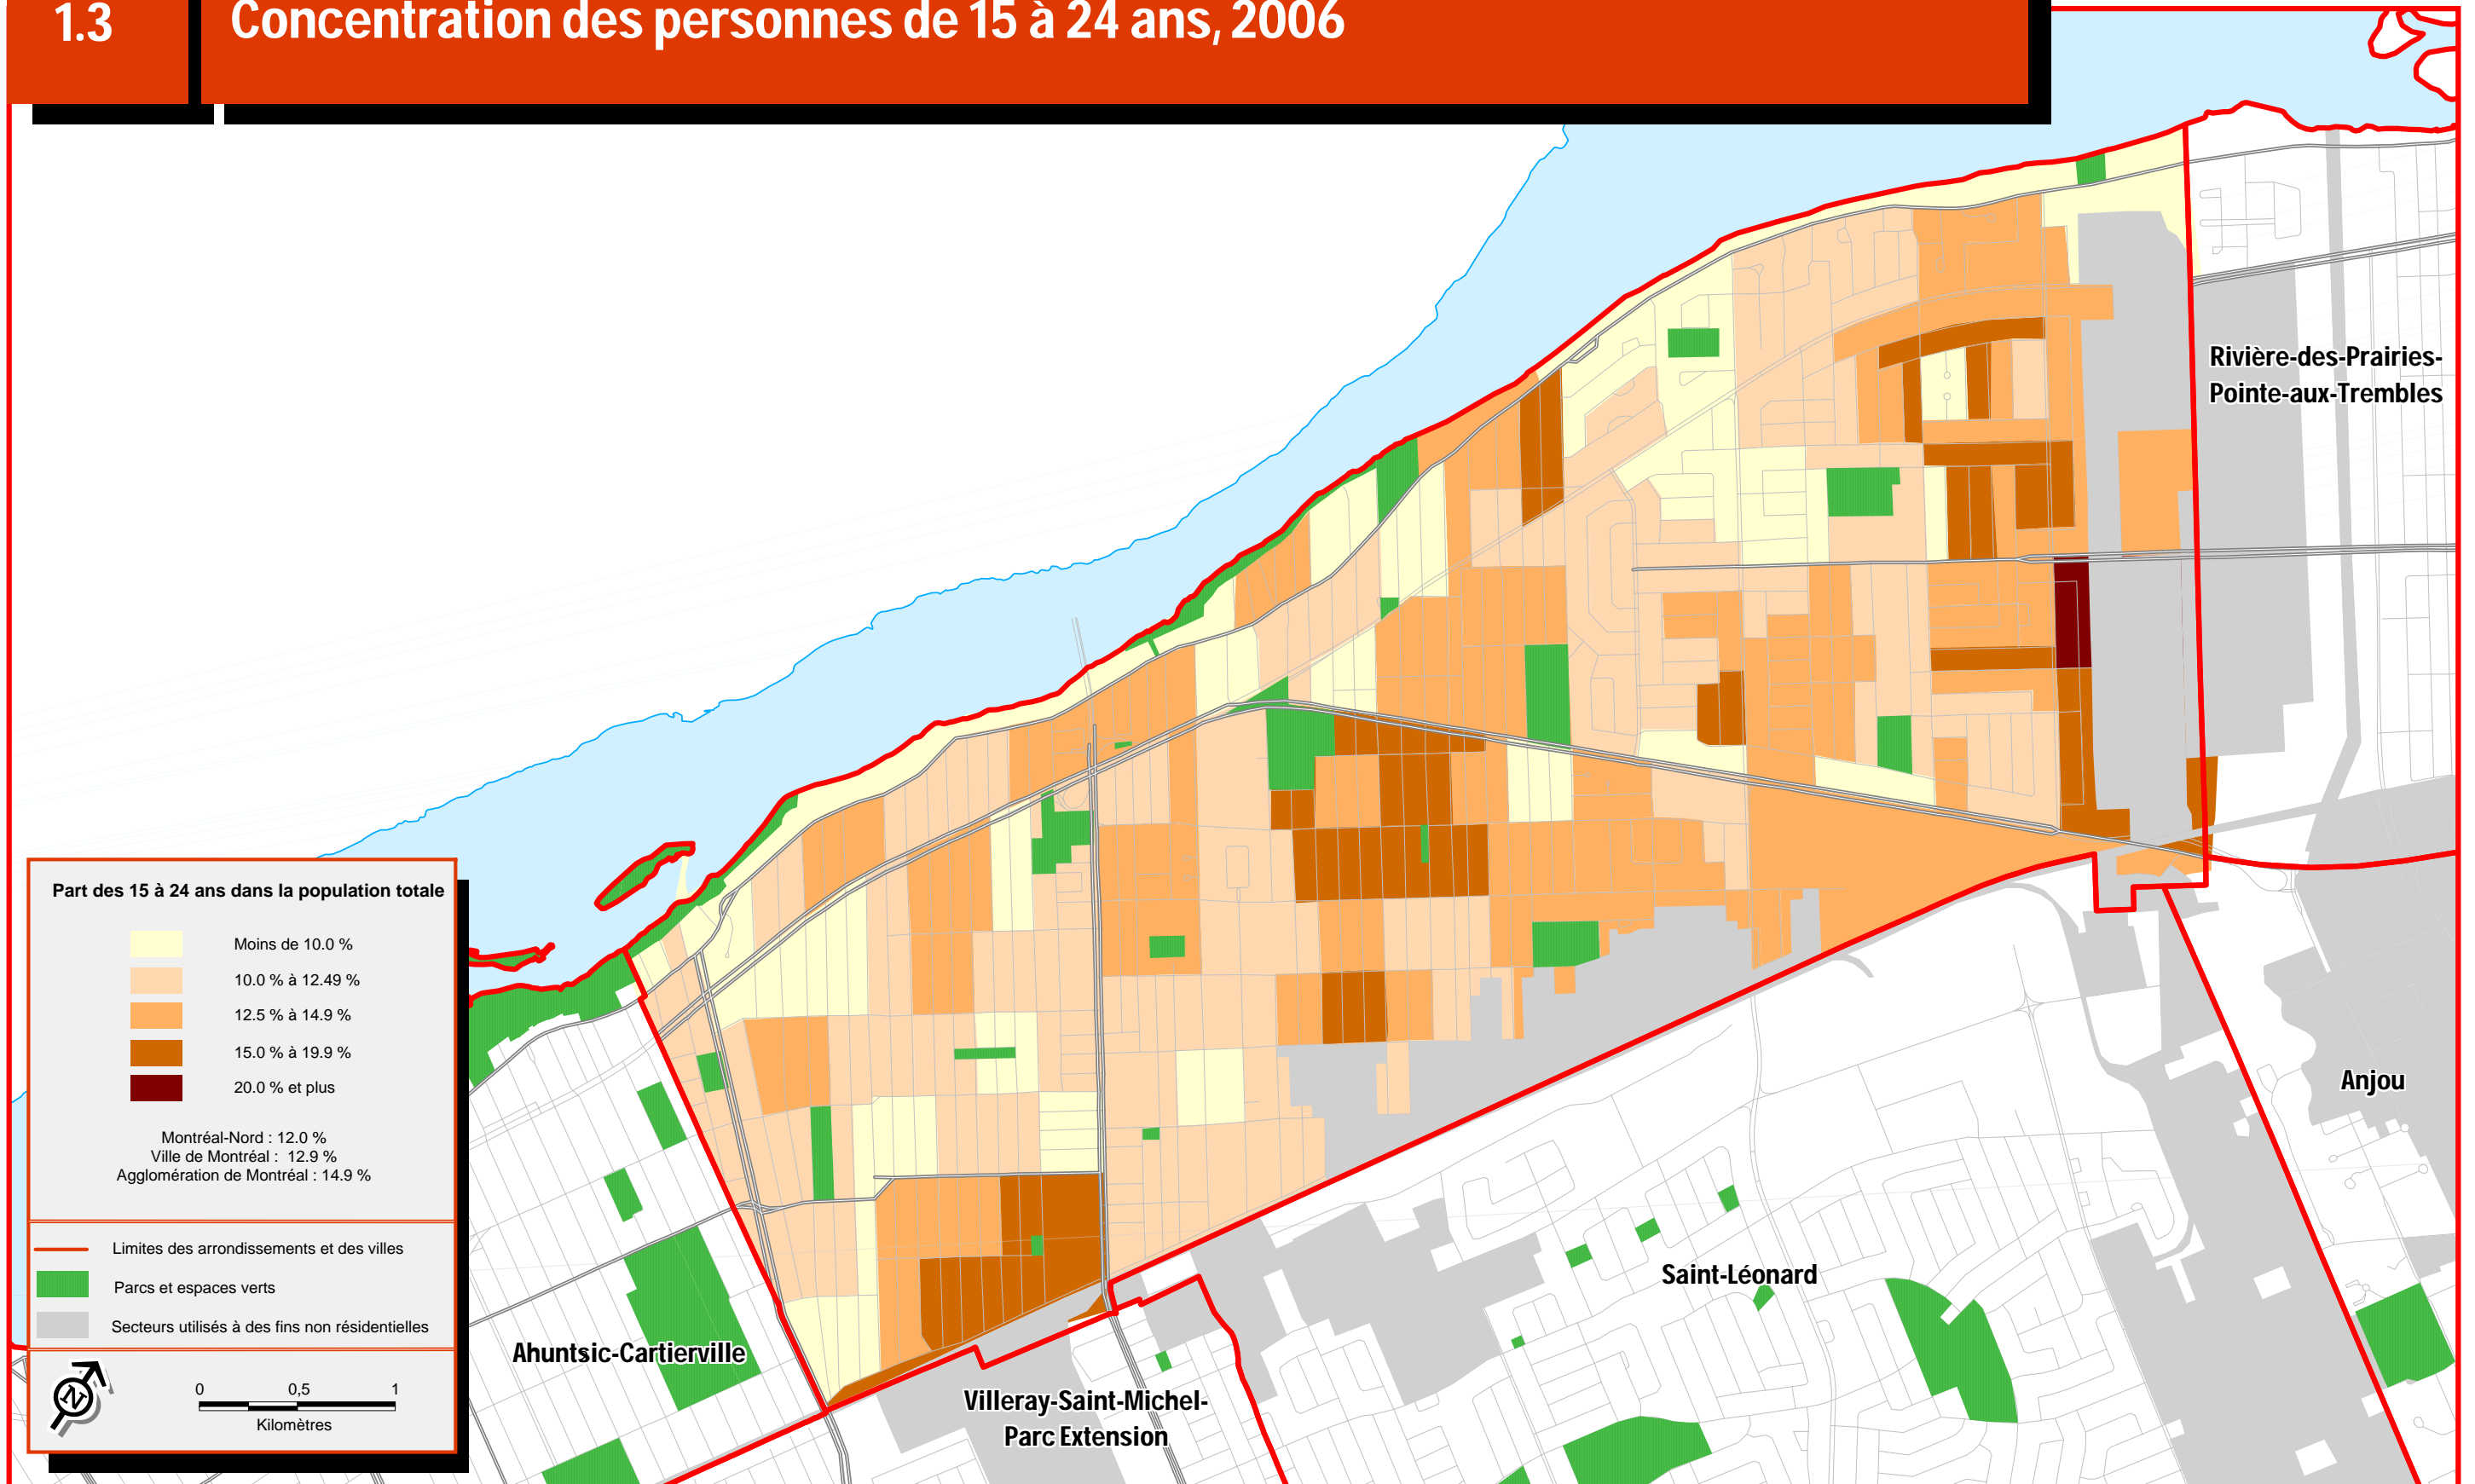 1.3
Concentration des personnes de 15 à 24 ans, 2006
Rivière-des-Prairies-
Pointe-aux-Trembles
Part des 15 à 24 ans dans la population totale
Moins de 10.0 %
10.0 % à 12.49 %
12.5 % à 14.9 %
15.0 % à 19.9 %
20.0 % et plus
Montréal-Nord : 12.0 %
Ville de Montréal : 12.9 %
Agglomération de Montréal : 14.9 %
Limites des arrondissements et des villes
Parcs et espaces verts
Secteurs utilisés à des fins non résidentielles
N
0 0,5 1
Kilomètres
Anjou
Saint-Léonard
Ahuntsic-Cartierville
Villeray-Saint-Michel-
Parc Extension